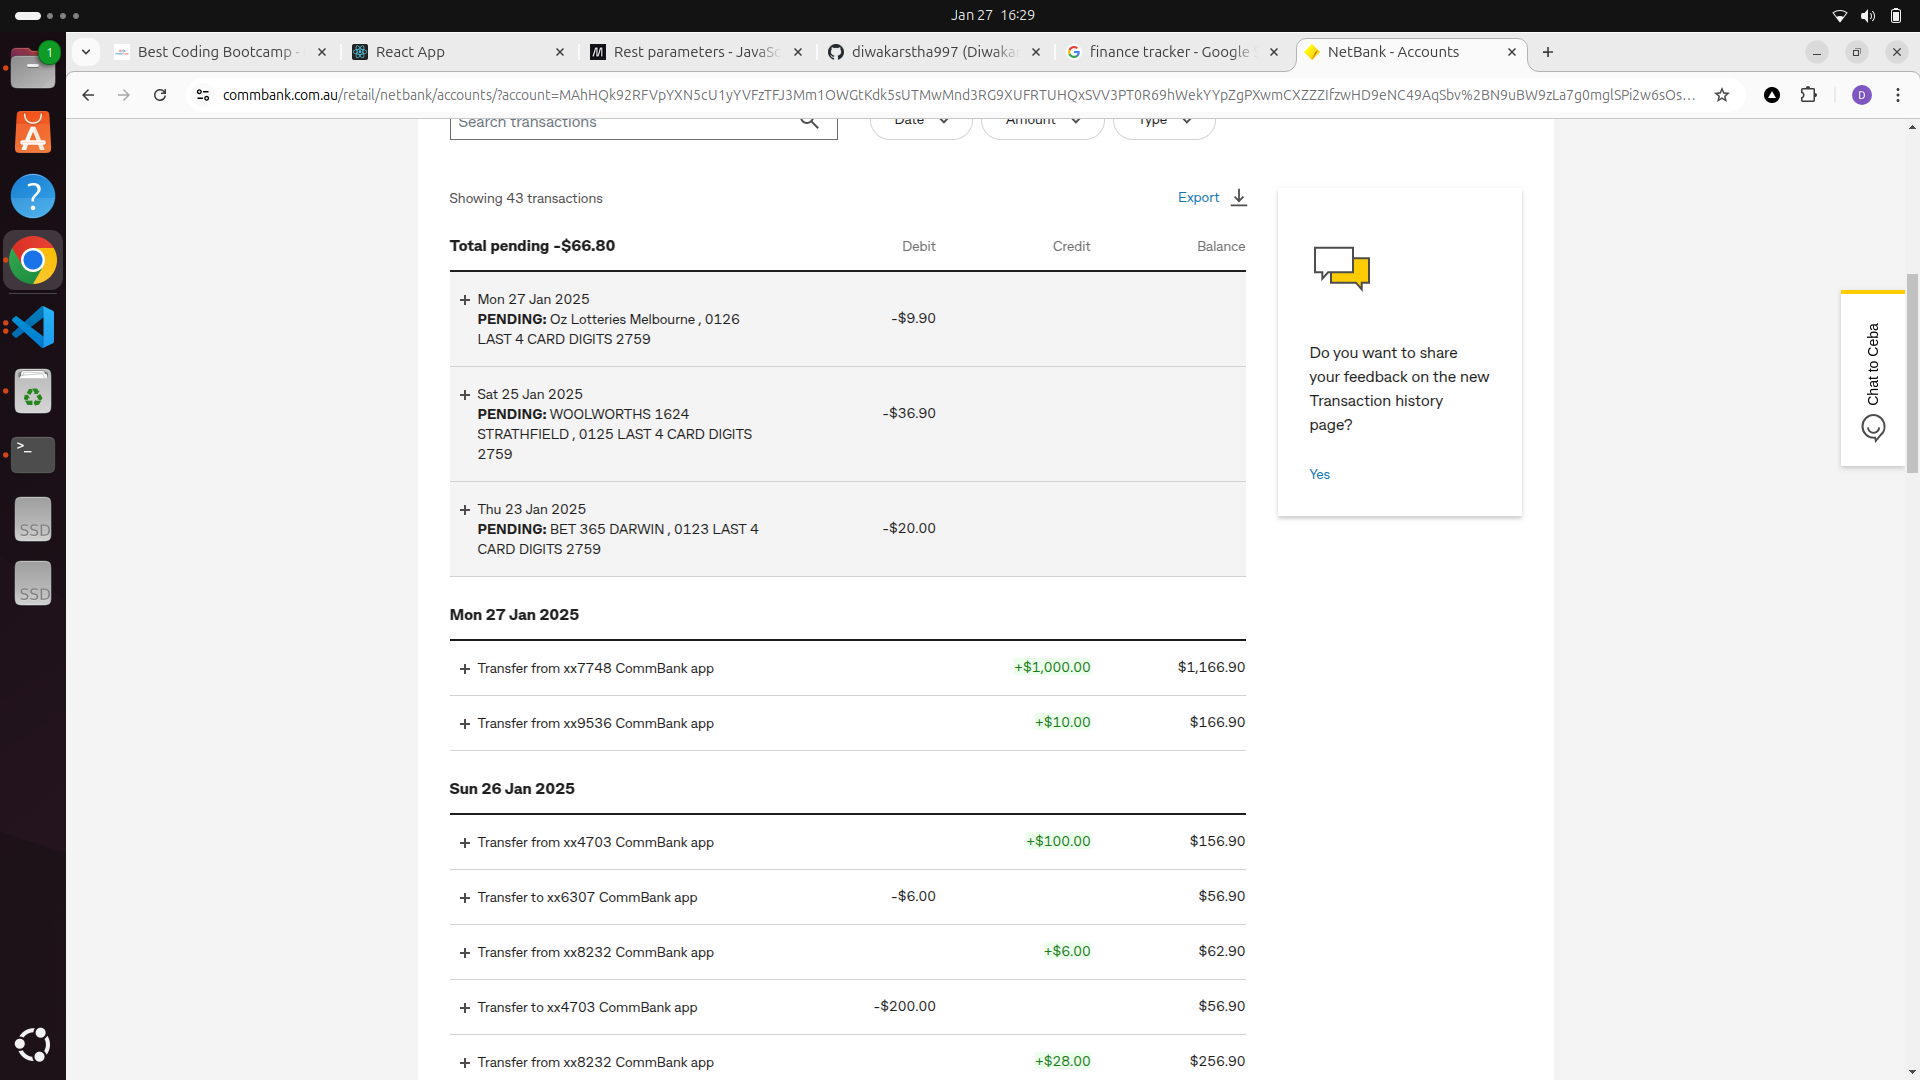 Jan 27 16:29
1
Best Coding Bootcamp -
React App
Rest parameters - JavaSc
diwakarstha997 (Diwaka
finance tracker - Google S
NetBank - Accounts
commbank.com.au/retail/netbank/accounts/?account=MAhHQk92RFVpYXN5cU1yYVFzTFJ3Mm1OWGtKdk5sUTMwMnd3RG9XUFRTUHQxSVV3PT0R69hWekYYpZgPXwmCXZZZIfzwHD9eNC49AqSbv%2BN9uBW9zLa7g0mglSPi2w6sOs...
D
Search transactions
Date
Amount
Type
Showing 43 transactions
Export
Total pending -$66.80 Debit Credit Balance
Mon 27 Jan 2025
PENDING: Oz Lotteries Melbourne , 0126 -$9.90
LAST 4 CARD DIGITS 2759
Sat 25 Jan 2025
PENDING: WOOLWORTHS 1624 -$36.90
STRATHFIELD , 0125 LAST 4 CARD DIGITS
2759
Thu 23 Jan 2025
PENDING: BET 365 DARWIN , 0123 LAST 4 -$20.00
CARD DIGITS 2759
Mon 27 Jan 2025
Transfer from xx7748 CommBank app +$1,000.00 $1,166.90
Transfer from xx9536 CommBank app +$10.00 $166.90
Sun 26 Jan 2025
Transfer from xx4703 CommBank app +$100.00 $156.90
Transfer to xx6307 CommBank app -$6.00 $56.90
Transfer from xx8232 CommBank app +$6.00 $62.90
Transfer to xx4703 CommBank app -$200.00 $56.90
Transfer from xx8232 CommBank app +$28.00 $256.90
Do you want to share
your feedback on the new
Transaction history
page?
Yes
Chat to Ceba
SSD
SSD